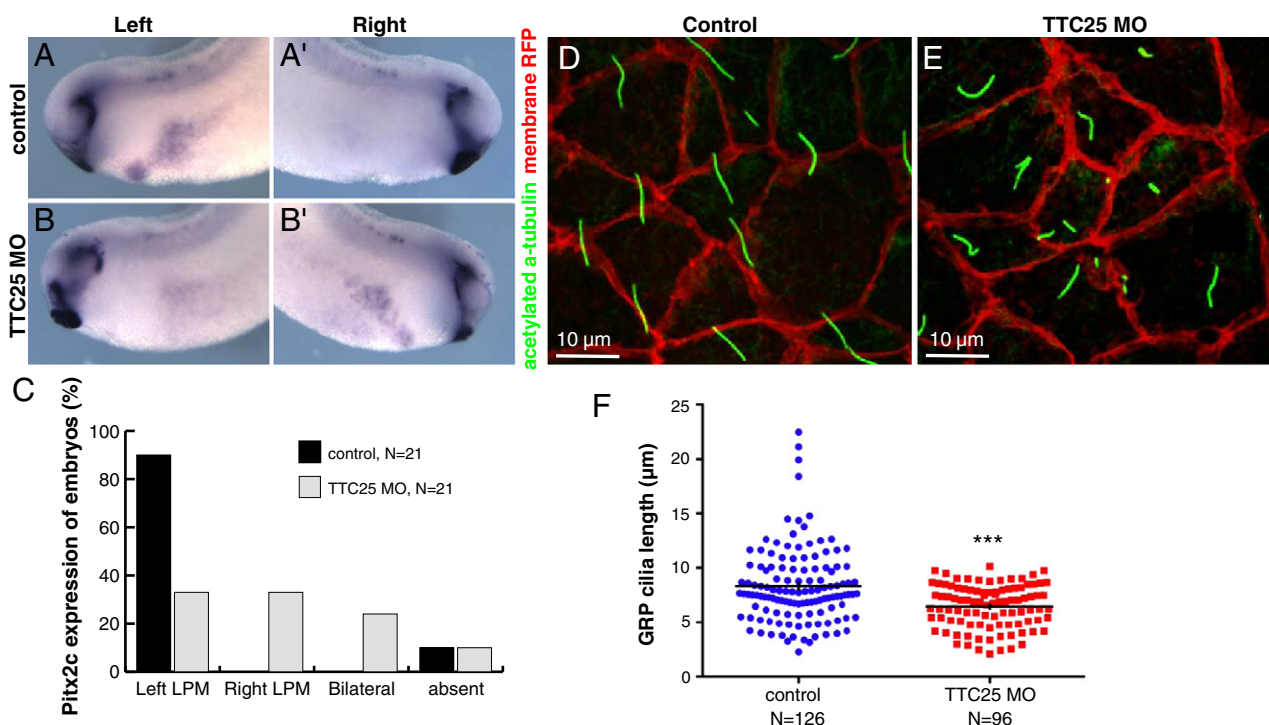 Left
Right
control
TTC25 MO
A
A'
B
B'
acetylated a-tubulin membrane RFP
Control
TTC25 MO
D
E
10 µm
10 µm
C
Pitx2c expression of embryos (%)
100
80
60
40
20
0
control, N=21
TTC25 MO, N=21
Left LPM
Right LPM
Bilateral
absent
F
GRP cilia length (µm)
25
20
15
10
5
0
***
control
N=126
TTC25 MO
N=96